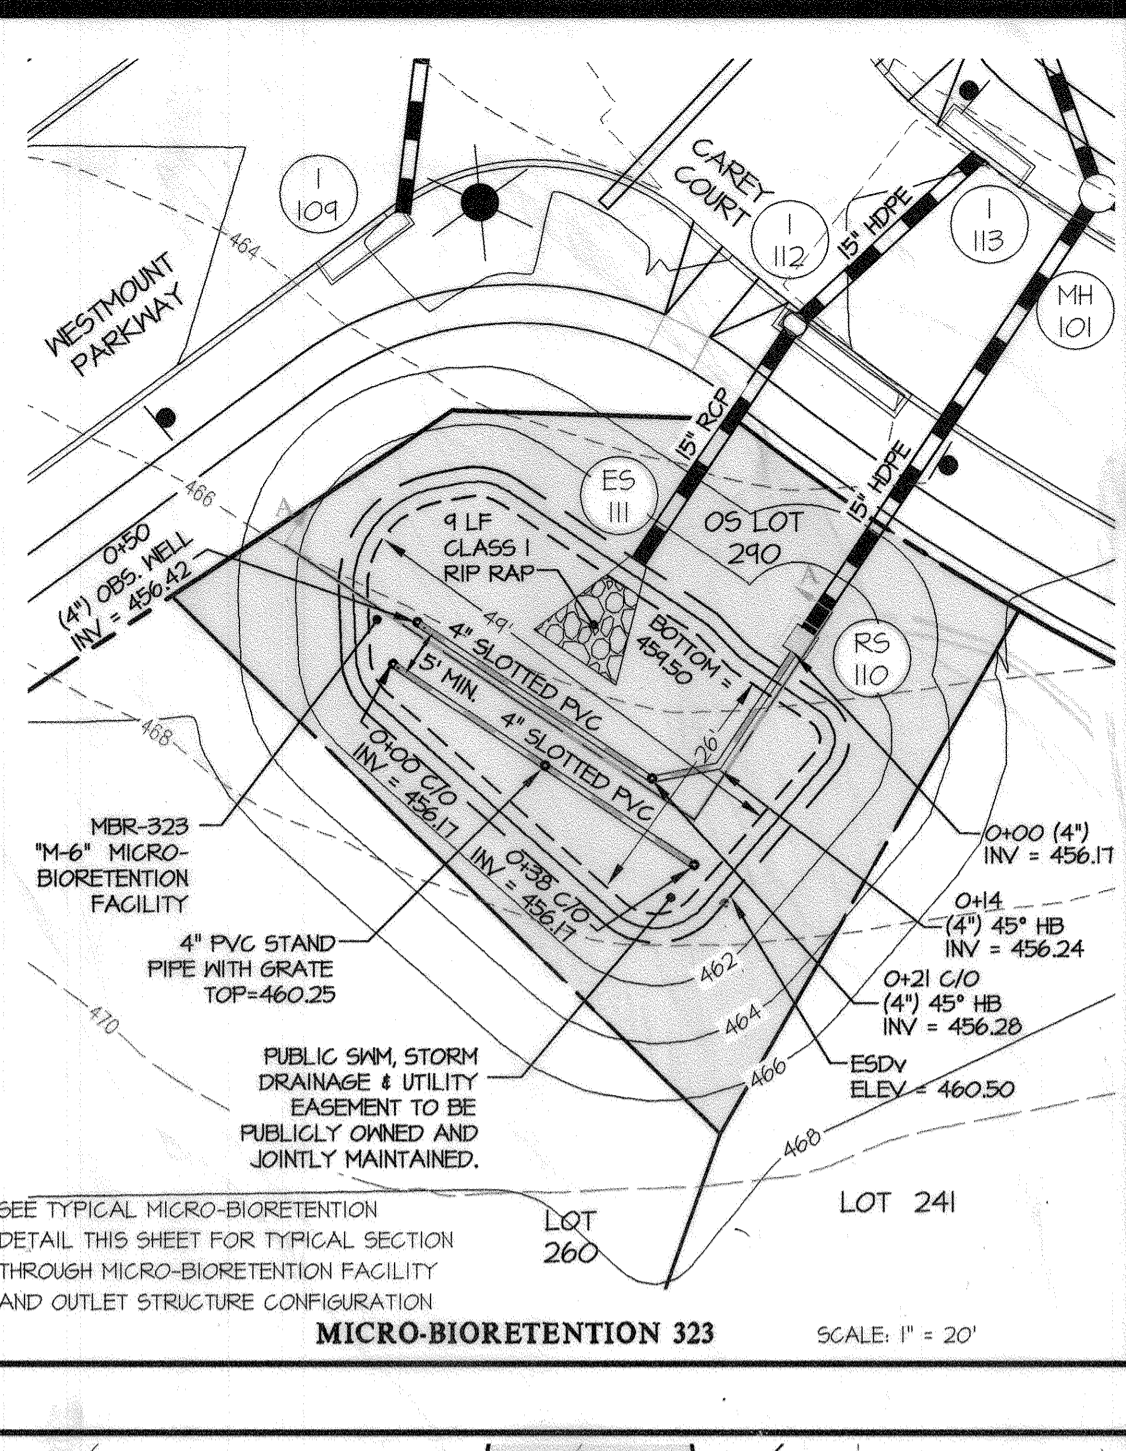 CAREY
COURT
I
109
I
112
15" HDPE
I
113
MH
101
464
WESTMOUNT
PARKWAY
15" RCP
15" HDPE
466
ES
111
OS LOT
290
9 LF
CLASS I
RIP RAP
0+50
(4") OBS. WELL
INV = 456.42
49'
BOTTOM =
459.50
4" SLOTTED PVC
5' MIN.
4" SLOTTED PVC
RS
110
26'
468
0+00 C/O
INV = 456.17
MBR-323
"M-6" MICRO-
BIORETENTION
FACILITY
0+38 C/O
INV = 456.17
0+00 (4")
INV = 456.17
0+14
(4") 45° HB
INV = 456.24
4" PVC STAND
PIPE WITH GRATE
TOP=460.25
0+21 C/O
(4") 45° HB
INV = 456.28
462
464
466
468
470
ESDv
ELEV = 460.50
PUBLIC SWM, STORM
DRAINAGE & UTILITY
EASEMENT TO BE
PUBLICLY OWNED AND
JOINTLY MAINTAINED.
LOT 241
LOT
260
SEE TYPICAL MICRO-BIORETENTION
DETAIL THIS SHEET FOR TYPICAL SECTION
THROUGH MICRO-BIORETENTION FACILITY
AND OUTLET STRUCTURE CONFIGURATION
MICRO-BIORETENTION 323
SCALE: 1" = 20'